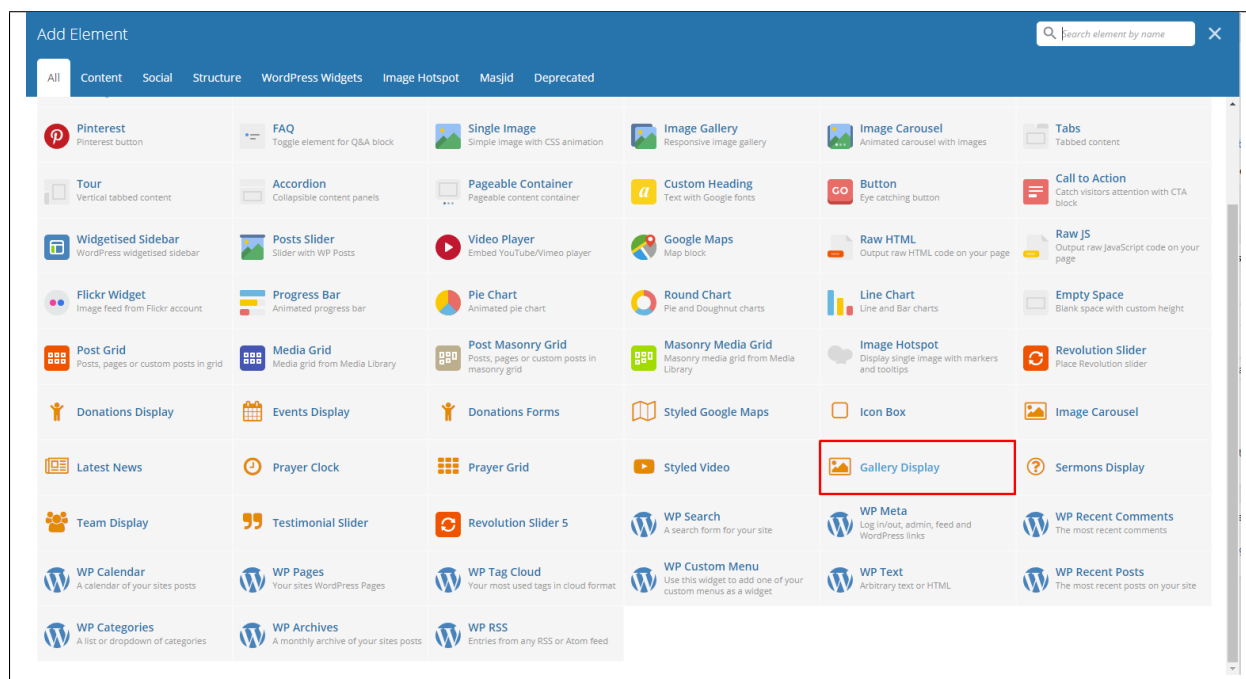 Add Element
Search element by name
All Content Social Structure WordPress Widgets Image Hotspot Masjid Deprecated
Pinterest
Pinterest button
FAQ
Toggle element for Q&A block
Single Image
Simple image with CSS animation
Image Gallery
Responsive image gallery
Image Carousel
Animated carousel with images
Tabs
Tabbed content
Tour
Vertical tabbed content
Accordion
Collapsible content panels
Pageable Container
Pageable content container
Custom Heading
Text with Google fonts
GO
Button
Eye catching button
Call to Action
Catch visitors attention with CTA
block
Widgetised Sidebar
WordPress widgetised sidebar
Posts Slider
Slider with WP Posts
Video Player
Embed YouTube/Vimeo player
Google Maps
Map block
Raw HTML
Output raw HTML code on your page
Raw JS
Output raw JavaScript code on your
page
Flickr Widget
Image feed from Flickr account
Progress Bar
Animated progress bar
Pie Chart
Animated pie chart
Round Chart
Pie and Doughnut charts
Line Chart
Line and Bar charts
Empty Space
Blank space with custom height
Post Grid
Posts, pages or custom posts in grid
Media Grid
Media grid from Media Library
Post Masonry Grid
Posts, pages or custom posts in
masonry grid
Masonry Media Grid
Masonry media grid from Media
Library
Image Hotspot
Display single image with markers
and tooltips
Revolution Slider
Place Revolution slider
Donations Display
Events Display
Donations Forms
Styled Google Maps
Icon Box
Image Carousel
Latest News
Prayer Clock
Prayer Grid
Styled Video
Gallery Display
Sermons Display
Team Display
Testimonial Slider
Revolution Slider 5
WP Search
A search form for your site
WP Meta
Log in/out, admin, feed and
WordPress links
WP Recent Comments
The most recent comments
WP Calendar
A calendar of your sites posts
WP Pages
Your sites WordPress Pages
WP Tag Cloud
Your most used tags in cloud format
WP Custom Menu
Use this widget to add one of your
custom menus as a widget
WP Text
Arbitrary text or HTML
WP Recent Posts
The most recent posts on your site
WP Categories
A list or dropdown of categories
WP Archives
A monthly archive of your sites posts
WP RSS
Entries from any RSS or Atom feed